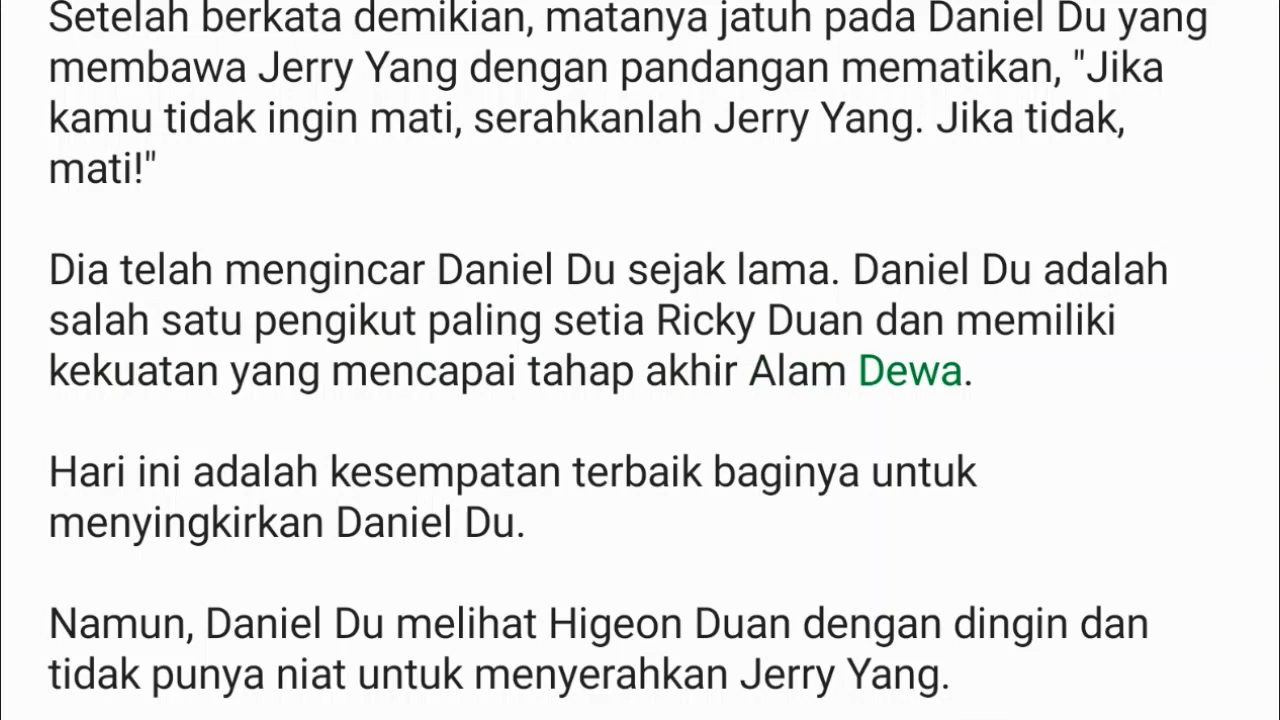 Setelah berkata demikian, matanya jatuh pada Daniel Du yang
membawa Jerry Yang dengan pandangan mematikan, "Jika
kamu tidak ingin mati, serahkanlah Jerry Yang. Jika tidak,
mati!"
Dia telah mengincar Daniel Du sejak lama. Daniel Du adalah
salah satu pengikut paling setia Ricky Duan dan memiliki
kekuatan yang mencapai tahap akhir Alam Dewa.
Hari ini adalah kesempatan terbaik baginya untuk
menyingkirkan Daniel Du.
Namun, Daniel Du melihat Higeon Duan dengan dingin dan
tidak punya niat untuk menyerahkan Jerry Yang.